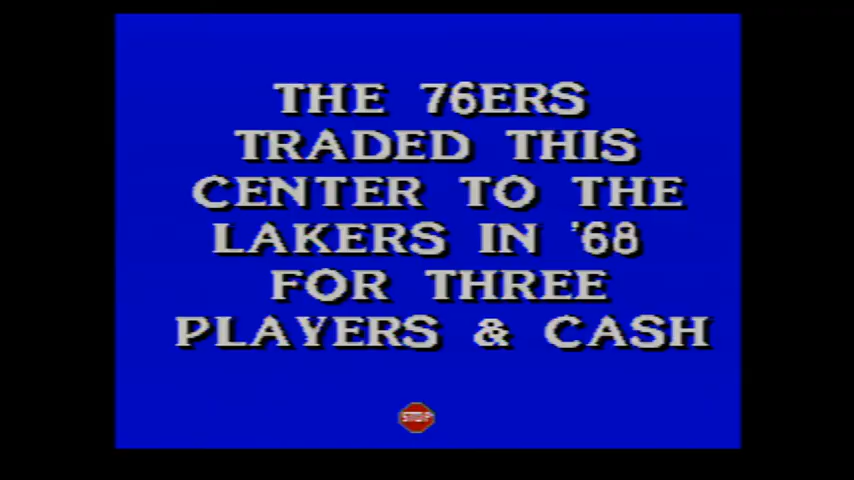 THE 76ERS
TRADED THIS
CENTER TO THE
LAKERS IN '68
FOR THREE
PLAYERS & CASH
STOP